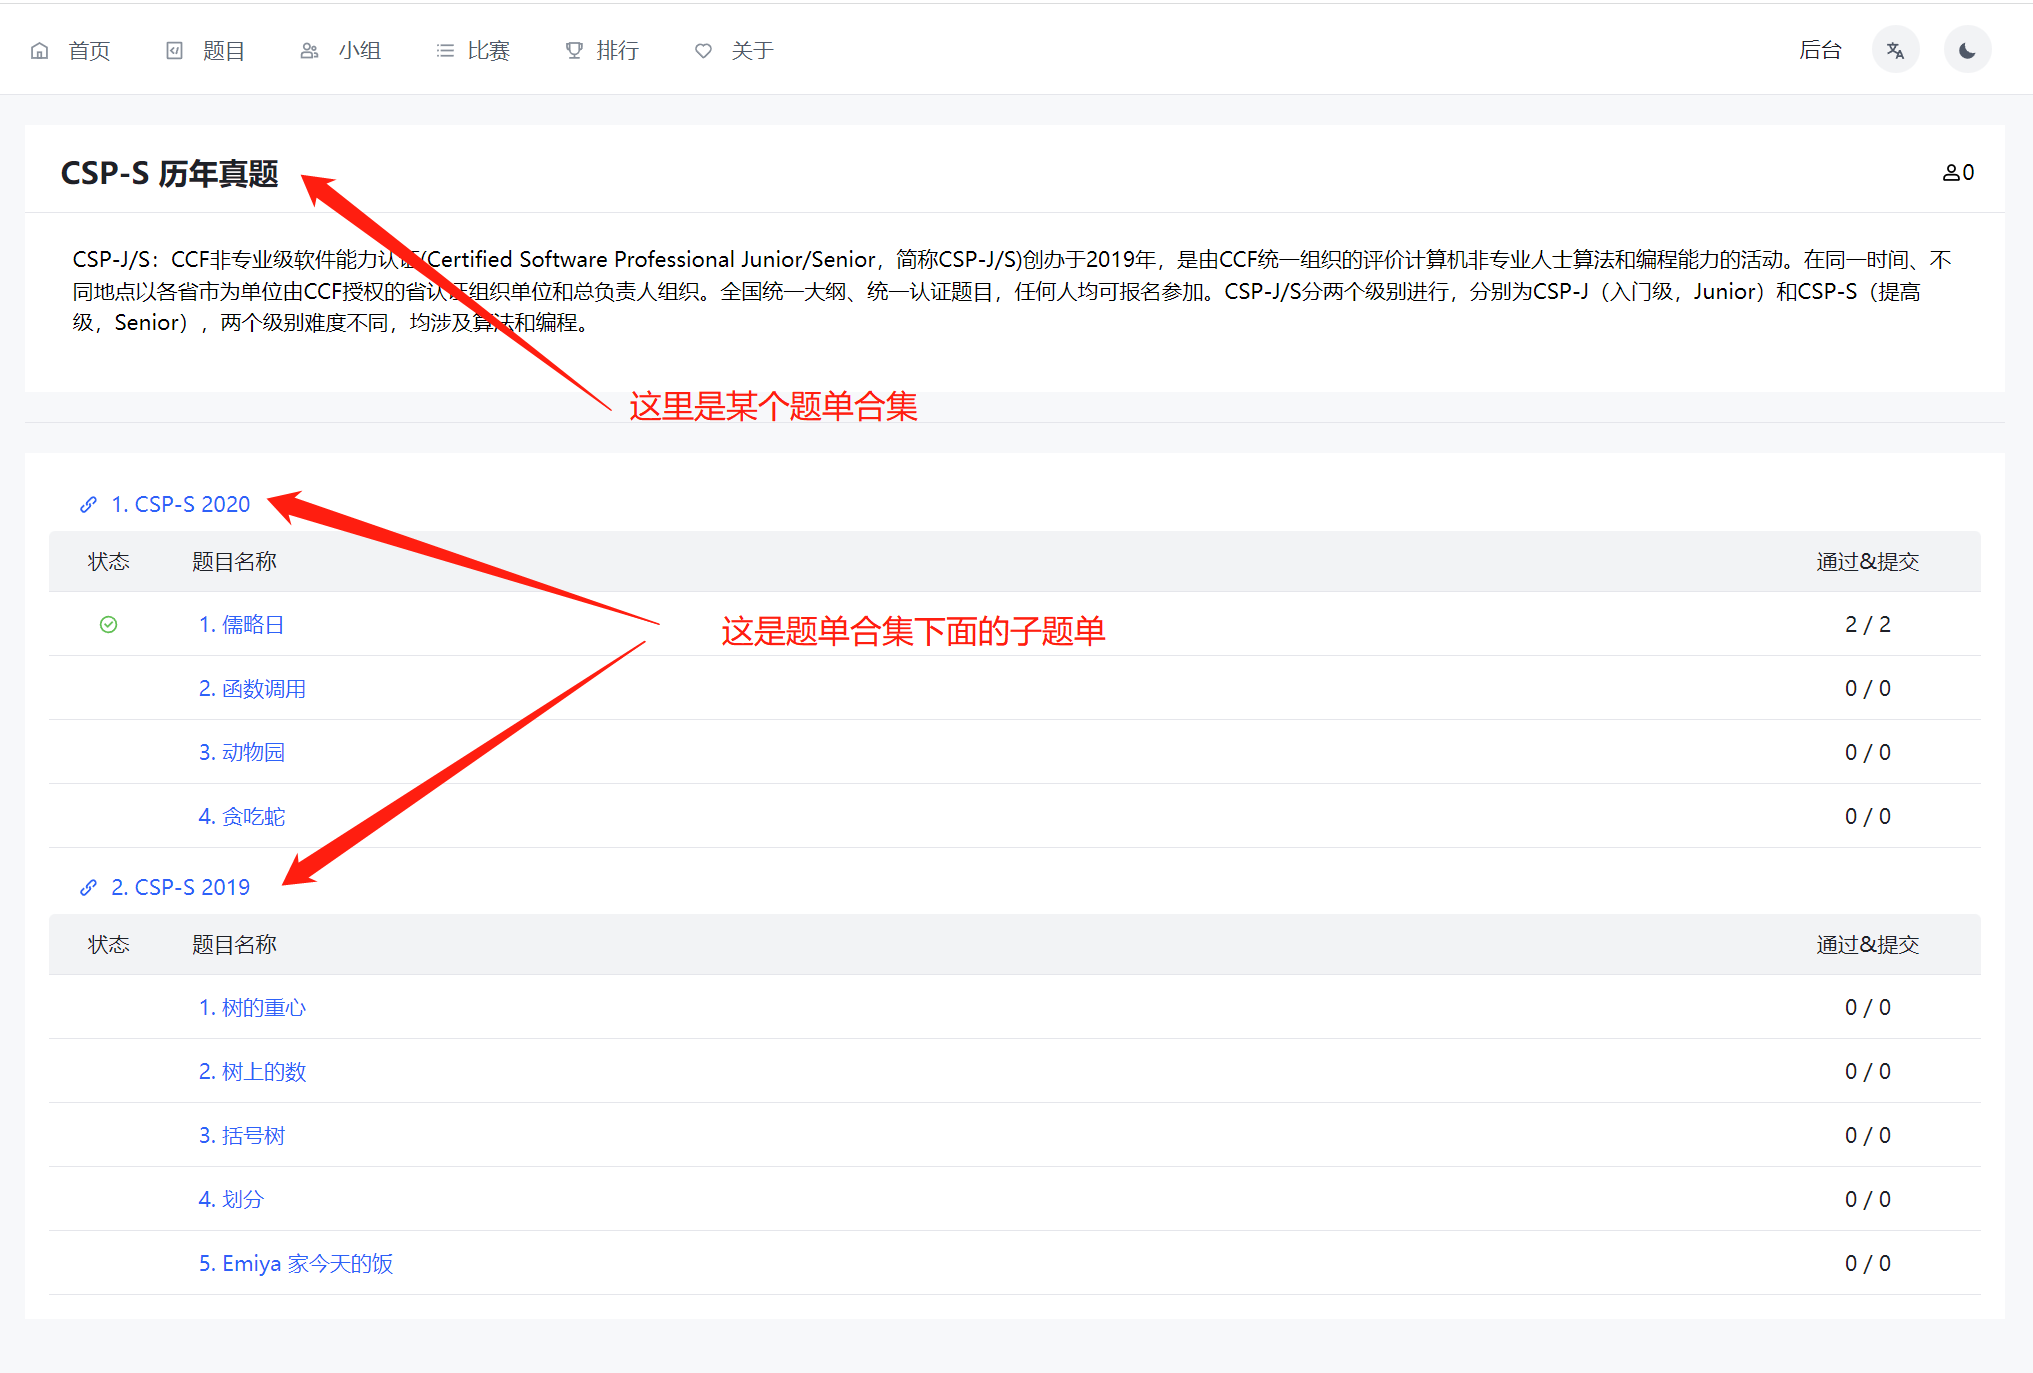 首页 题目 小组 比赛 排行 关于 后台
CSP-S 历年真题 0
CSP-J/S：CCF非专业级软件能力认证(Certified Software Professional Junior/Senior，简称CSP-J/S)创办于2019年，是由CCF统一组织的评价计算机非专业人士算法和编程能力的活动。在同一时间、不
同地点以各省市为单位由CCF授权的省认证组织单位和总负责人组织。全国统一大纲、统一认证题目，任何人均可报名参加。CSP-J/S分两个级别进行，分别为CSP-J（入门级，Junior）和CSP-S（提高
级，Senior），两个级别难度不同，均涉及算法和编程。
这里是某个题单合集
1. CSP-S 2020
状态 题目名称 通过&提交
1. 儒略日 2 / 2
这是题单合集下面的子题单
2. 函数调用 0 / 0
3. 动物园 0 / 0
4. 贪吃蛇 0 / 0
2. CSP-S 2019
状态 题目名称 通过&提交
1. 树的重心 0 / 0
2. 树上的数 0 / 0
3. 括号树 0 / 0
4. 划分 0 / 0
5. Emiya 家今天的饭 0 / 0